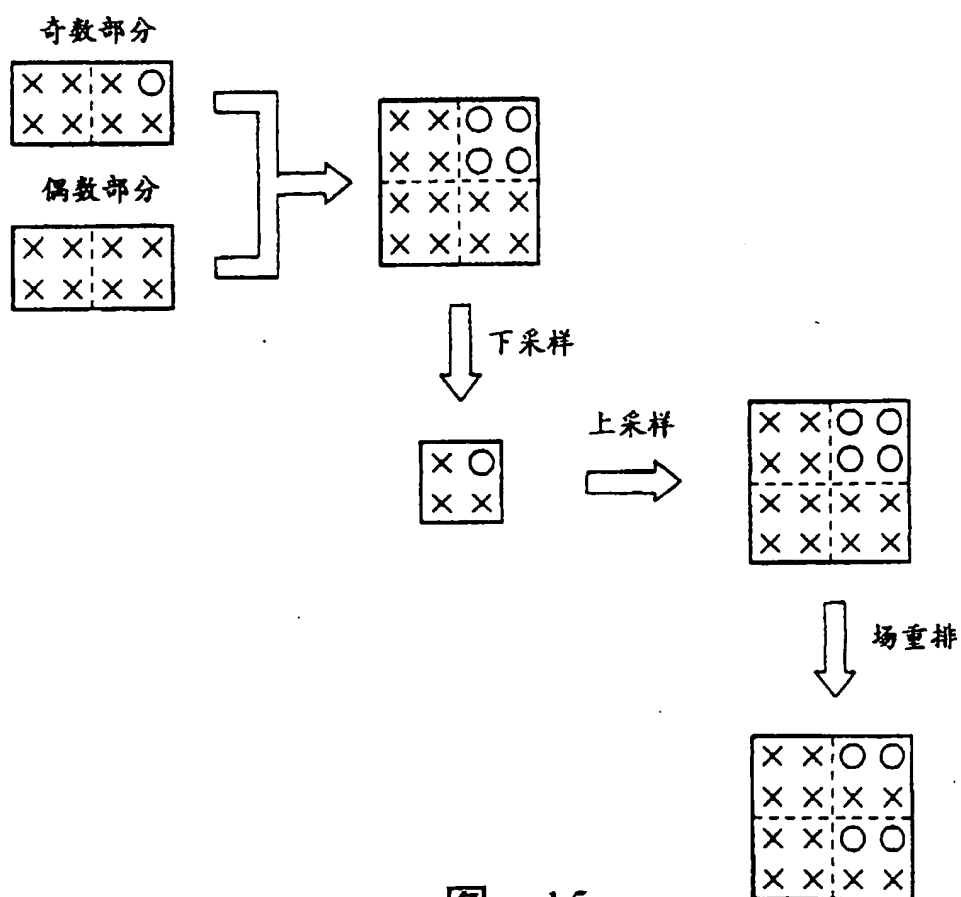 奇数部分
× × × ○
× × × ×
偶数部分
× × × ×
× × × ×
× × ○ ○
× × ○ ○
× × × ×
× × × ×
下采样
× ○
× ×
上采样
× × ○ ○
× × ○ ○
× × × ×
× × × ×
场重排
× × ○ ○
× × × ×
× × ○ ○
× × × ×